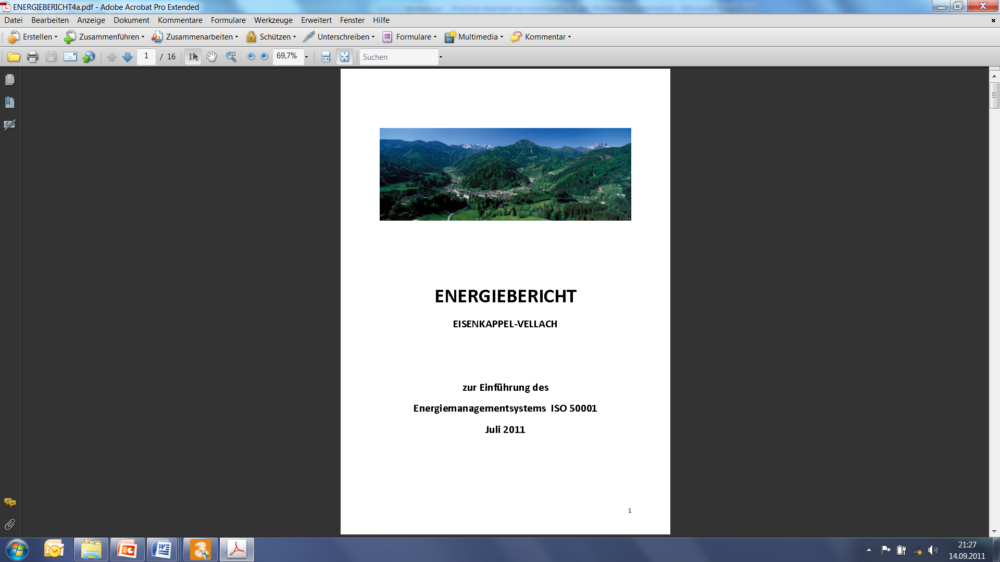 ENERGIEBERICHT4a.pdf - Adobe Acrobat Pro Extended
Datei Bearbeiten Anzeige Dokument Kommentare Formulare Werkzeuge Erweitert Fenster Hilfe
Erstellen Zusammenführen Zusammenarbeiten Schützen Unterschreiben Formulare Multimedia Kommentar
1 / 16 69,7% Suchen
ENERGIEBERICHT
EISENKAPPEL-VELLACH
zur Einführung des
Energiemanagementsystems ISO 50001
Juli 2011
1
21:27
14.09.2011